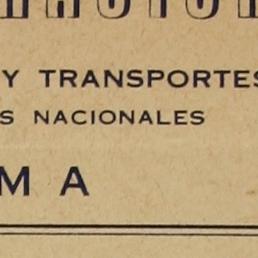 Y TRANSPORTES
S NACIONALES
M A